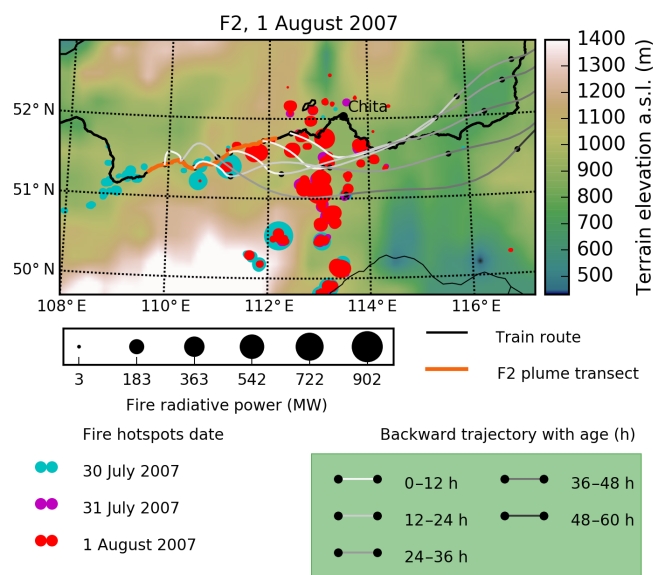 F2, 1 August 2007
52°N
51°N
50°N
Chita
108°E 110°E 112°E 114°E 116°E
1400
1300
1200
1100
1000
900
800
700
600
500
Terrain elevation a.s.l. (m)
3 183 363 542 722 902
Fire radiative power (MW)
Train route
F2 plume transect
Fire hotspots date
30 July 2007
31 July 2007
1 August 2007
Backward trajectory with age (h)
0–12 h
12–24 h
24–36 h
36–48 h
48–60 h